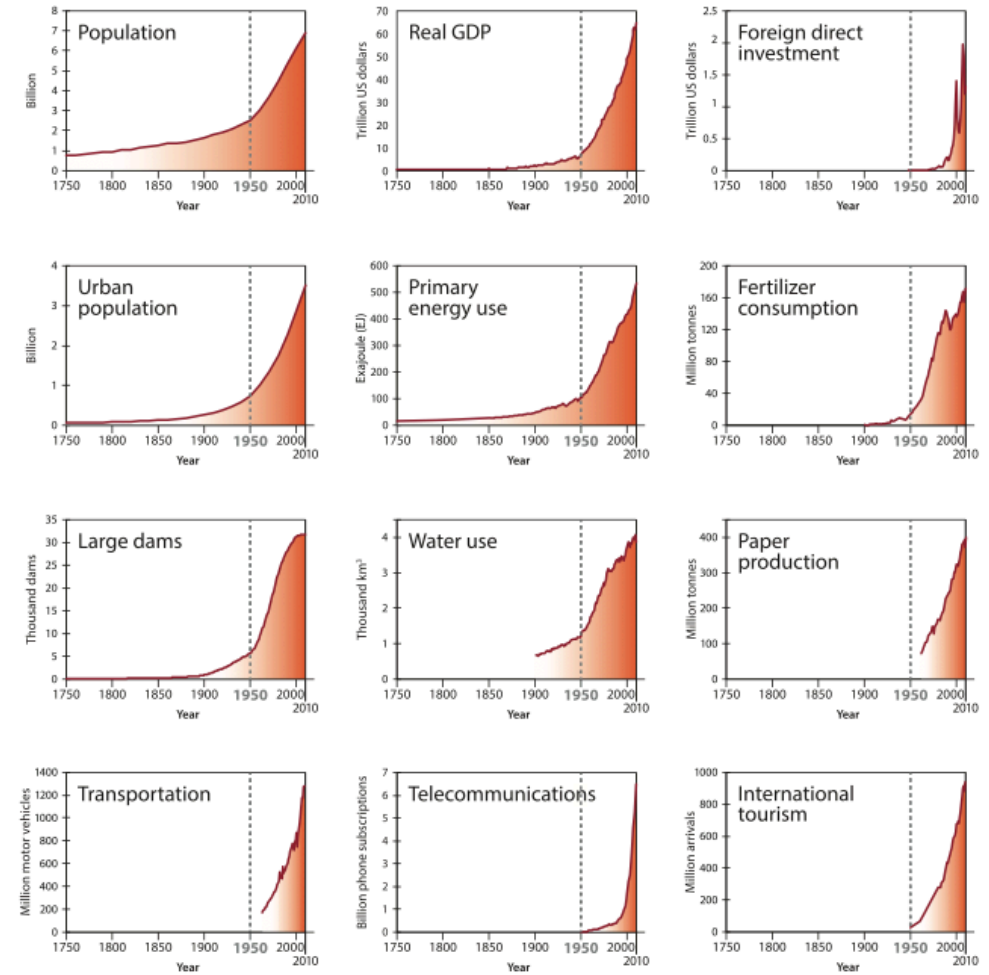 Population
8
7
6
5
4
3
2
1
0
Billion
1750 1800 1850 1900 1950 2000
2010
Year
Real GDP
70
60
50
40
30
20
10
0
Trillion US dollars
1750 1800 1850 1900 1950 2000
2010
Year
Foreign direct
investment
2.5
2
1.5
1
0.5
0
Trillion US dollars
1750 1800 1850 1900 1950 2000
2010
Year
Urban
population
4
3
2
1
0
Billion
1750 1800 1850 1900 1950 2000
2010
Year
Primary
energy use
600
500
400
300
200
100
0
Exajoule (EJ)
1750 1800 1850 1900 1950 2000
2010
Year
Fertilizer
consumption
200
160
120
80
40
0
Million tonnes
1750 1800 1850 1900 1950 2000
2010
Year
Large dams
35
30
25
20
15
10
5
0
Thousand dams
1750 1800 1850 1900 1950 2000
2010
Year
Water use
4
3
2
1
0
Thousand km³
1750 1800 1850 1900 1950 2000
2010
Year
Paper
production
400
300
200
100
0
Million tonnes
1750 1800 1850 1900 1950 2000
2010
Year
Transportation
1400
1200
1000
800
600
400
200
0
Million motor vehicles
1750 1800 1850 1900 1950 2000
2010
Year
Telecommunications
7
6
5
4
3
2
1
0
Billion phone subscriptions
1750 1800 1850 1900 1950 2000
2010
Year
International
tourism
1000
800
600
400
200
0
Million arrivals
1750 1800 1850 1900 1950 2000
2010
Year